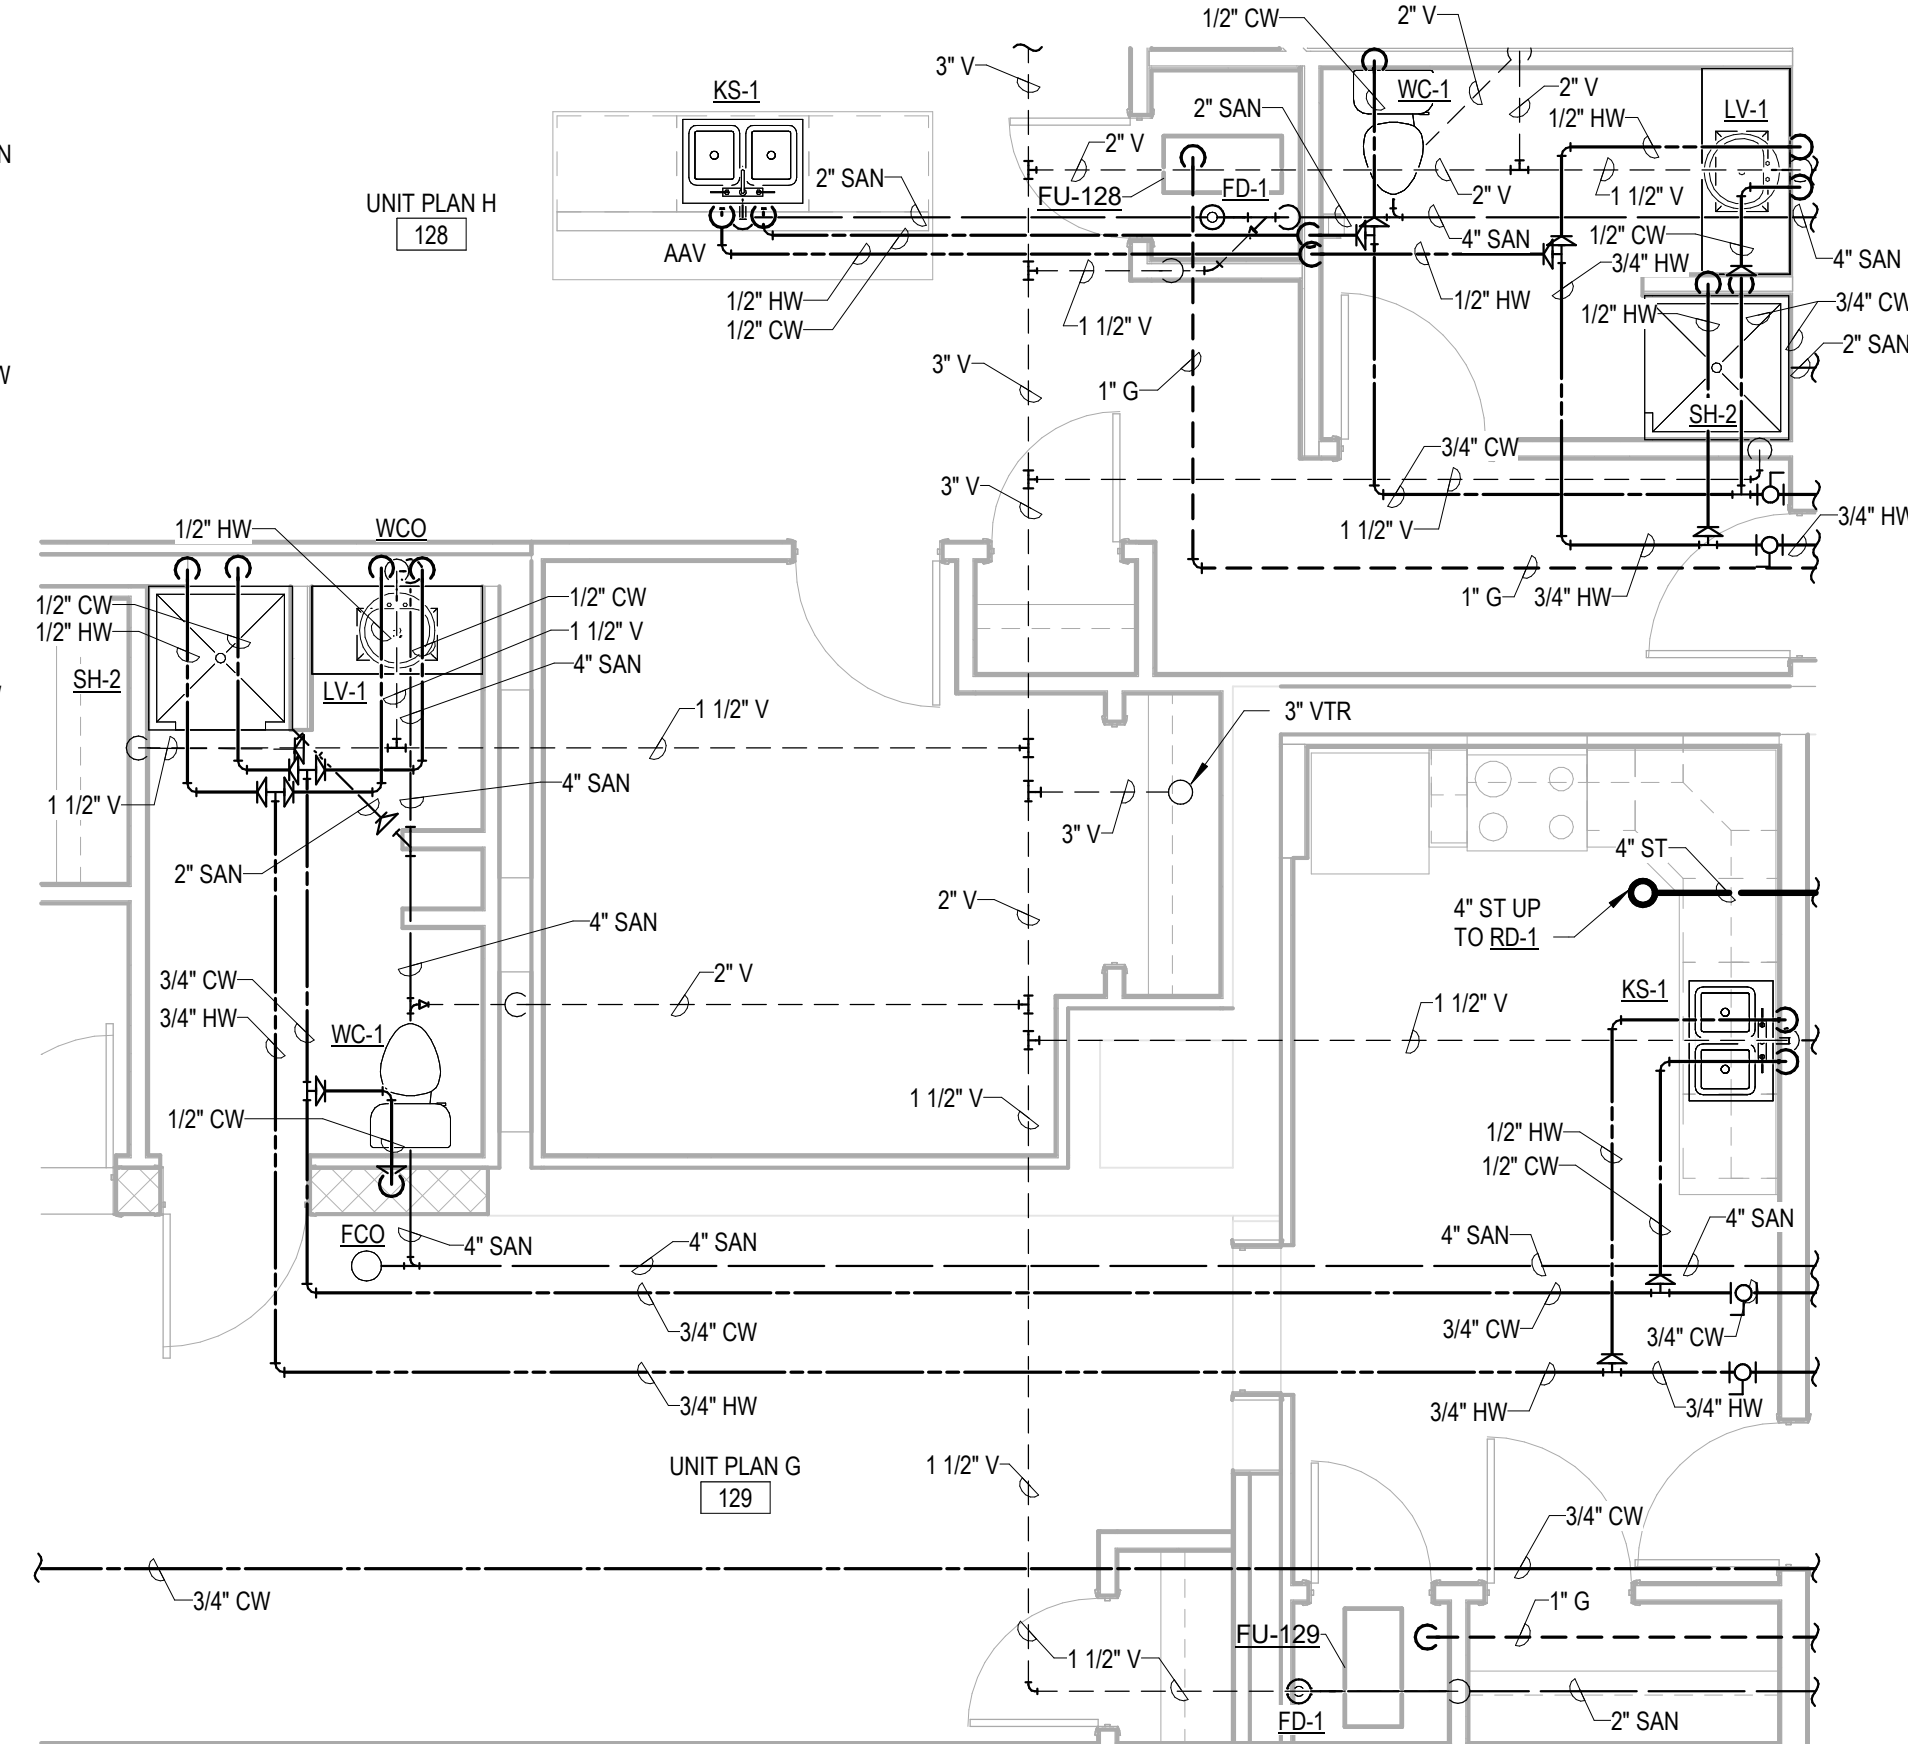 1/2" CW
2" V
3" V
KS-1
WC-1
2" V
2" SAN
LV-1
1/2" HW
N
2" V
2" SAN
FU-128
FD-1
2" V
1 1/2" V
UNIT PLAN H
128
4" SAN
1/2" CW
AAV
3/4" HW
4" SAN
1/2" HW
1/2" HW
3/4" CW
1/2" HW
1/2" CW
1 1/2" V
2" SAN
3" V
W
1" G
SH-2
3/4" CW
3" V
3/4" HW
1/2" HW
WCO
1 1/2" V
1" G
3/4" HW
1/2" CW
1/2" CW
1/2" HW
1 1/2" V
4" SAN
SH-2
LV-1
1 1/2" V
3" VTR
4" SAN
1 1/2" V
3" V
4" ST
2" SAN
2" V
4" ST UP
TO RD-1
4" SAN
3/4" CW
2" V
KS-1
1 1/2" V
3/4" HW
WC-1
1 1/2" V
1/2" CW
1/2" HW
1/2" CW
4" SAN
FCO
4" SAN
4" SAN
4" SAN
3/4" CW
3/4" CW
3/4" CW
3/4" HW
3/4" HW
3/4" HW
UNIT PLAN G
129
1 1/2" V
3/4" CW
3/4" CW
1" G
FU-129
1 1/2" V
FD-1
2" SAN